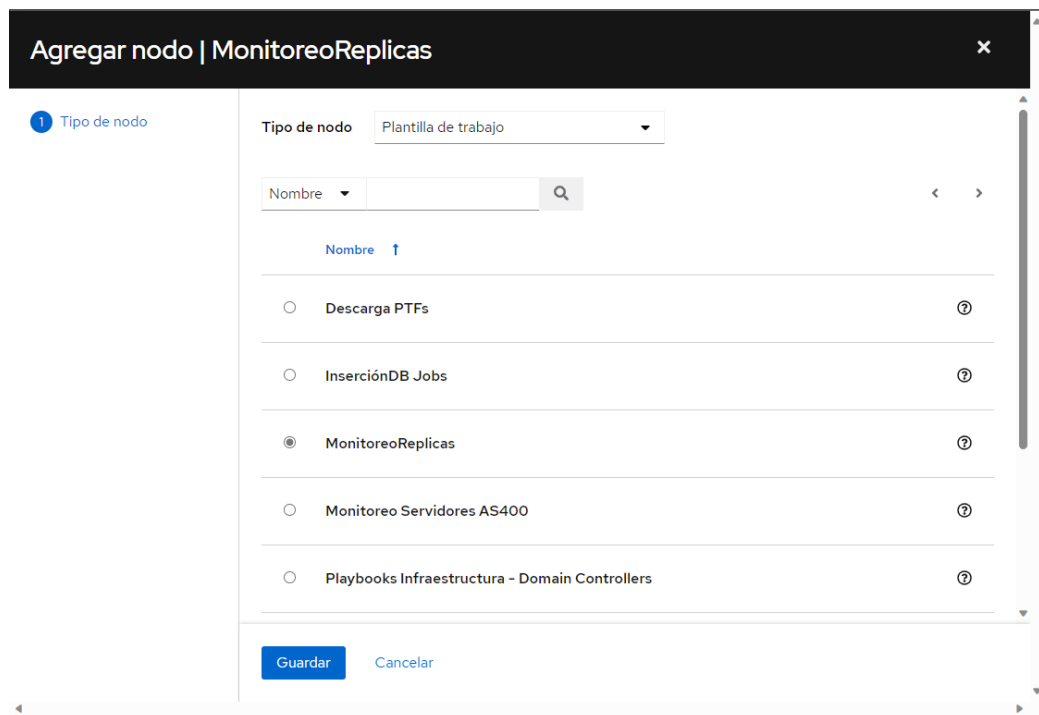 Agregar nodo | MonitoreoReplicas
1 Tipo de nodo
Tipo de nodo Plantilla de trabajo
Nombre
Nombre
Descarga PTFs
InserciónDB Jobs
MonitoreoReplicas
Monitoreo Servidores AS400
Playbooks Infraestructura - Domain Controllers
Guardar Cancelar